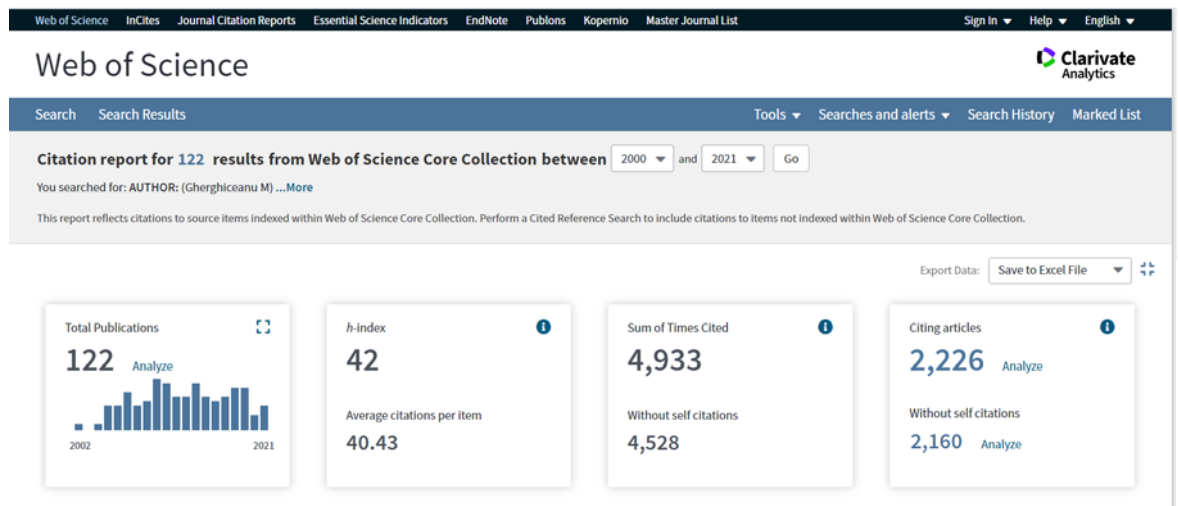 Web of Science InCites Journal Citation Reports Essential Science Indicators EndNote Publons Kopernio Master Journal List Sign In Help English
Web of Science
Clarivate
Analytics
Search Search Results Tools Searches and alerts Search History Marked List
Citation report for 122 results from Web of Science Core Collection between 2000 and 2021 Go
You searched for: AUTHOR: (Gherghiceanu M) ...More
This report reflects citations to source items indexed within Web of Science Core Collection. Perform a Cited Reference Search to include citations to items not indexed within Web of Science Core Collection.
Export Data: Save to Excel File
Total Publications
122 Analyze
2002 2021
h-index
42
Average citations per item
40.43
Sum of Times Cited
4,933
Without self citations
4,528
Citing articles
2,226 Analyze
Without self citations
2,160 Analyze